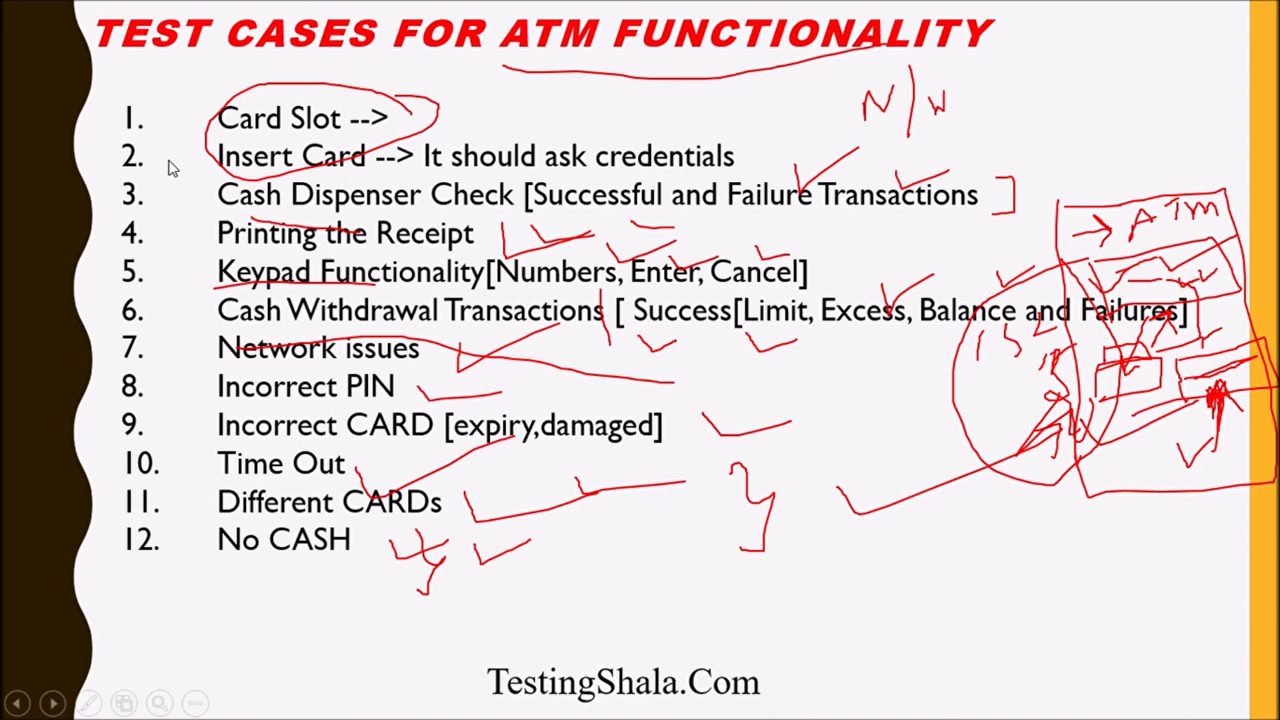 TEST CASES FOR ATM FUNCTIONALITY
N/W
1. Card Slot -->
2. Insert Card --> It should ask credentials
3. Cash Dispenser Check [Successful and Failure Transactions ]
→ ATM
4. Printing the Receipt
5. Keypad Functionality[Numbers, Enter, Cancel]
6. Cash Withdrawal Transactions [ Success[Limit, Excess, Balance and Failures]
7. Network issues
8. Incorrect PIN
9. Incorrect CARD [expiry,damaged]
10. Time Out
11. Different CARDs
12. No CASH
TestingShala.Com